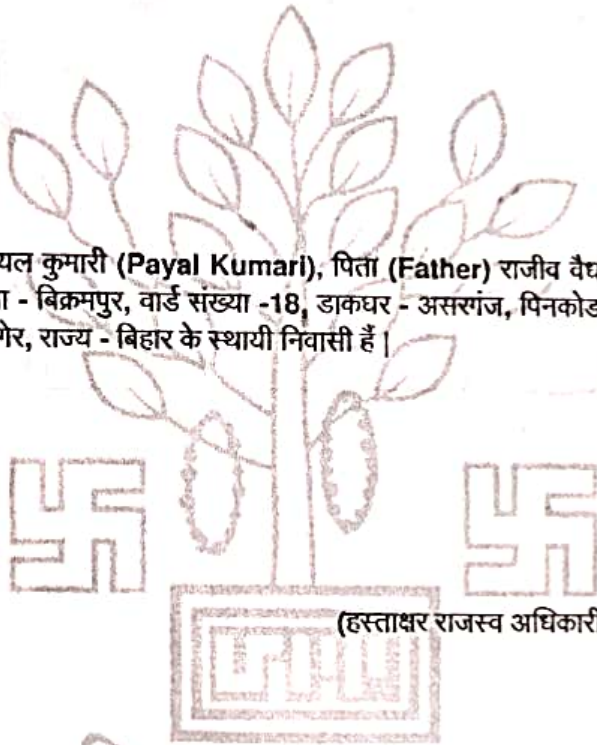 यल कुमारी (Payal Kumari), पिता (Father) राजीव वैध
- बिक्रमपुर, वार्ड संख्या -18, डाकघर - असरगंज, पिनकोड
गेर, राज्य - बिहार के स्थायी निवासी हैं |
(हस्ताक्षर राजस्व अधिकारी